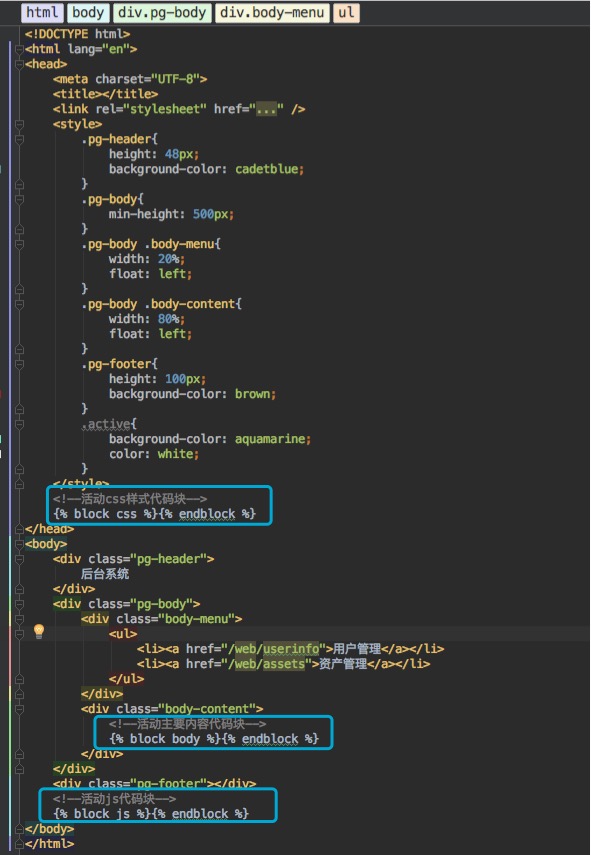 html body div.pg-body div.body-menu ul
<!DOCTYPE html>
<html lang="en">
<head>
    <meta charset="UTF-8">
    <title></title>
    <link rel="stylesheet" href="..." />
    <style>
        .pg-header{
            height: 48px;
            background-color: cadetblue;
        }
        .pg-body{
            min-height: 500px;
        }
        .pg-body .body-menu{
            width: 20%;
            float: left;
        }
        .pg-body .body-content{
            width: 80%;
            float: left;
        }
        .pg-footer{
            height: 100px;
            background-color: brown;
        }
        .active{
            background-color: aquamarine;
            color: white;
        }
    </style>
    <!--活动css样式代码块-->
    {% block css %}{% endblock %}
</head>
<body>
    <div class="pg-header">
        后台系统
    </div>
    <div class="pg-body">
        <div class="body-menu">
            <ul>
                <li><a href="/web/userinfo">用户管理</a></li>
                <li><a href="/web/assets">资产管理</a></li>
            </ul>
        </div>
        <div class="body-content">
            <!--活动主要内容代码块-->
            {% block body %}{% endblock %}
        </div>
    </div>
    <div class="pg-footer"></div>
    <!--活动js代码块-->
    {% block js %}{% endblock %}
</body>
</html>